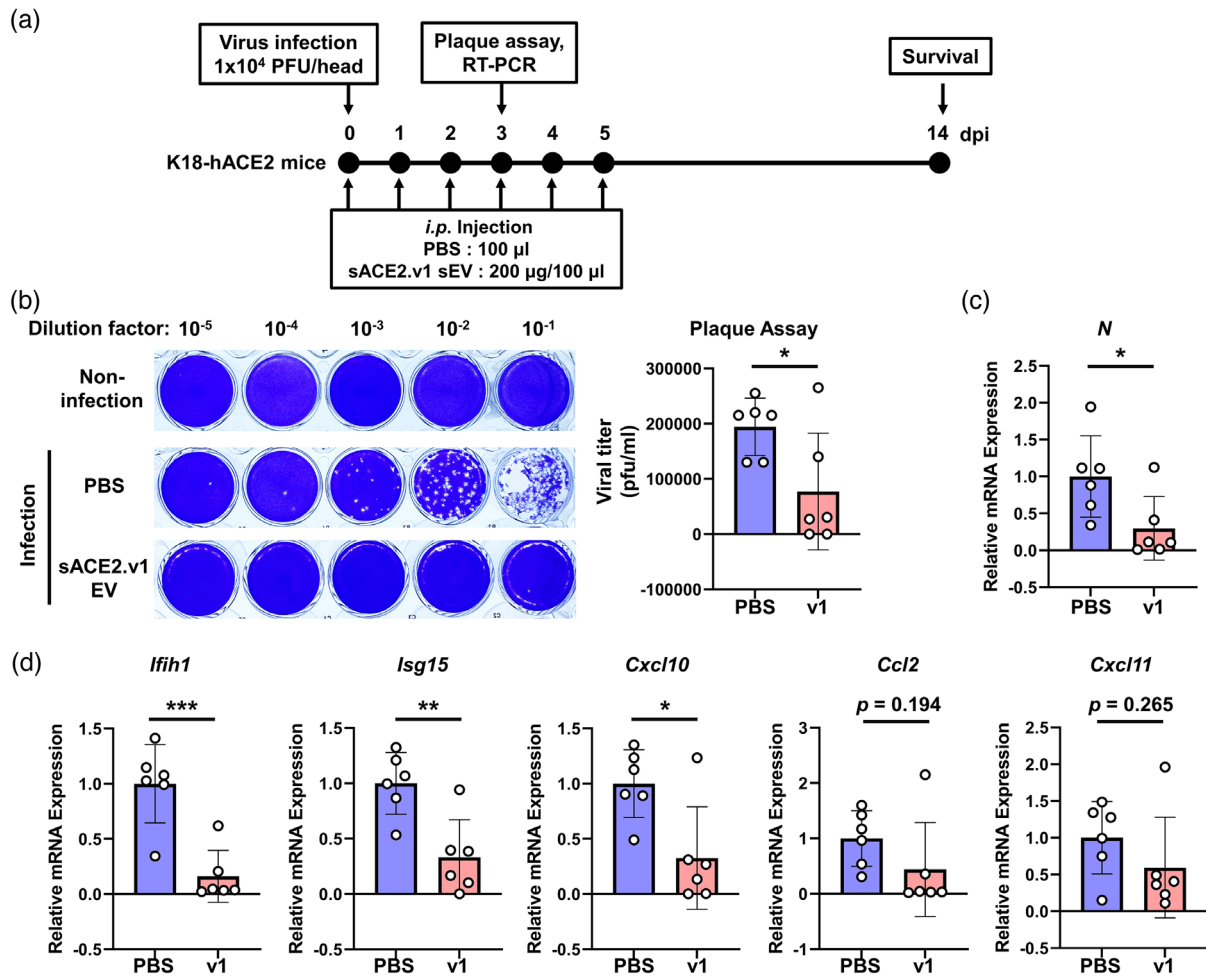 (a)
Virus infection
1x10⁴ PFU/head
Plaque assay,
RT-PCR
Survival
0 1 2 3 4 5 14 dpi
K18-hACE2 mice
i.p. Injection
PBS : 100 µl
sACE2.v1 sEV : 200 µg/100 µl
(b)
Dilution factor: 10⁻⁵ 10⁻⁴ 10⁻³ 10⁻² 10⁻¹
Non-
infection
Infection
PBS
sACE2.v1
EV
Plaque Assay
*
Viral titer
(pfu/ml)
300000
200000
100000
0
-100000
PBS v1
(c)
N
*
Relative mRNA Expression
2.5
2.0
1.5
1.0
0.5
0.0
-0.5
PBS v1
(d)
Ifih1
***
Relative mRNA Expression
1.5
1.0
0.5
0.0
-0.5
PBS v1
Isg15
**
Relative mRNA Expression
1.5
1.0
0.5
0.0
-0.5
PBS v1
Cxcl10
*
Relative mRNA Expression
1.5
1.0
0.5
0.0
-0.5
PBS v1
Ccl2
p = 0.194
Relative mRNA Expression
3
2
1
0
-1
PBS v1
Cxcl11
p = 0.265
Relative mRNA Expression
2.5
2.0
1.5
1.0
0.5
0.0
-0.5
PBS v1